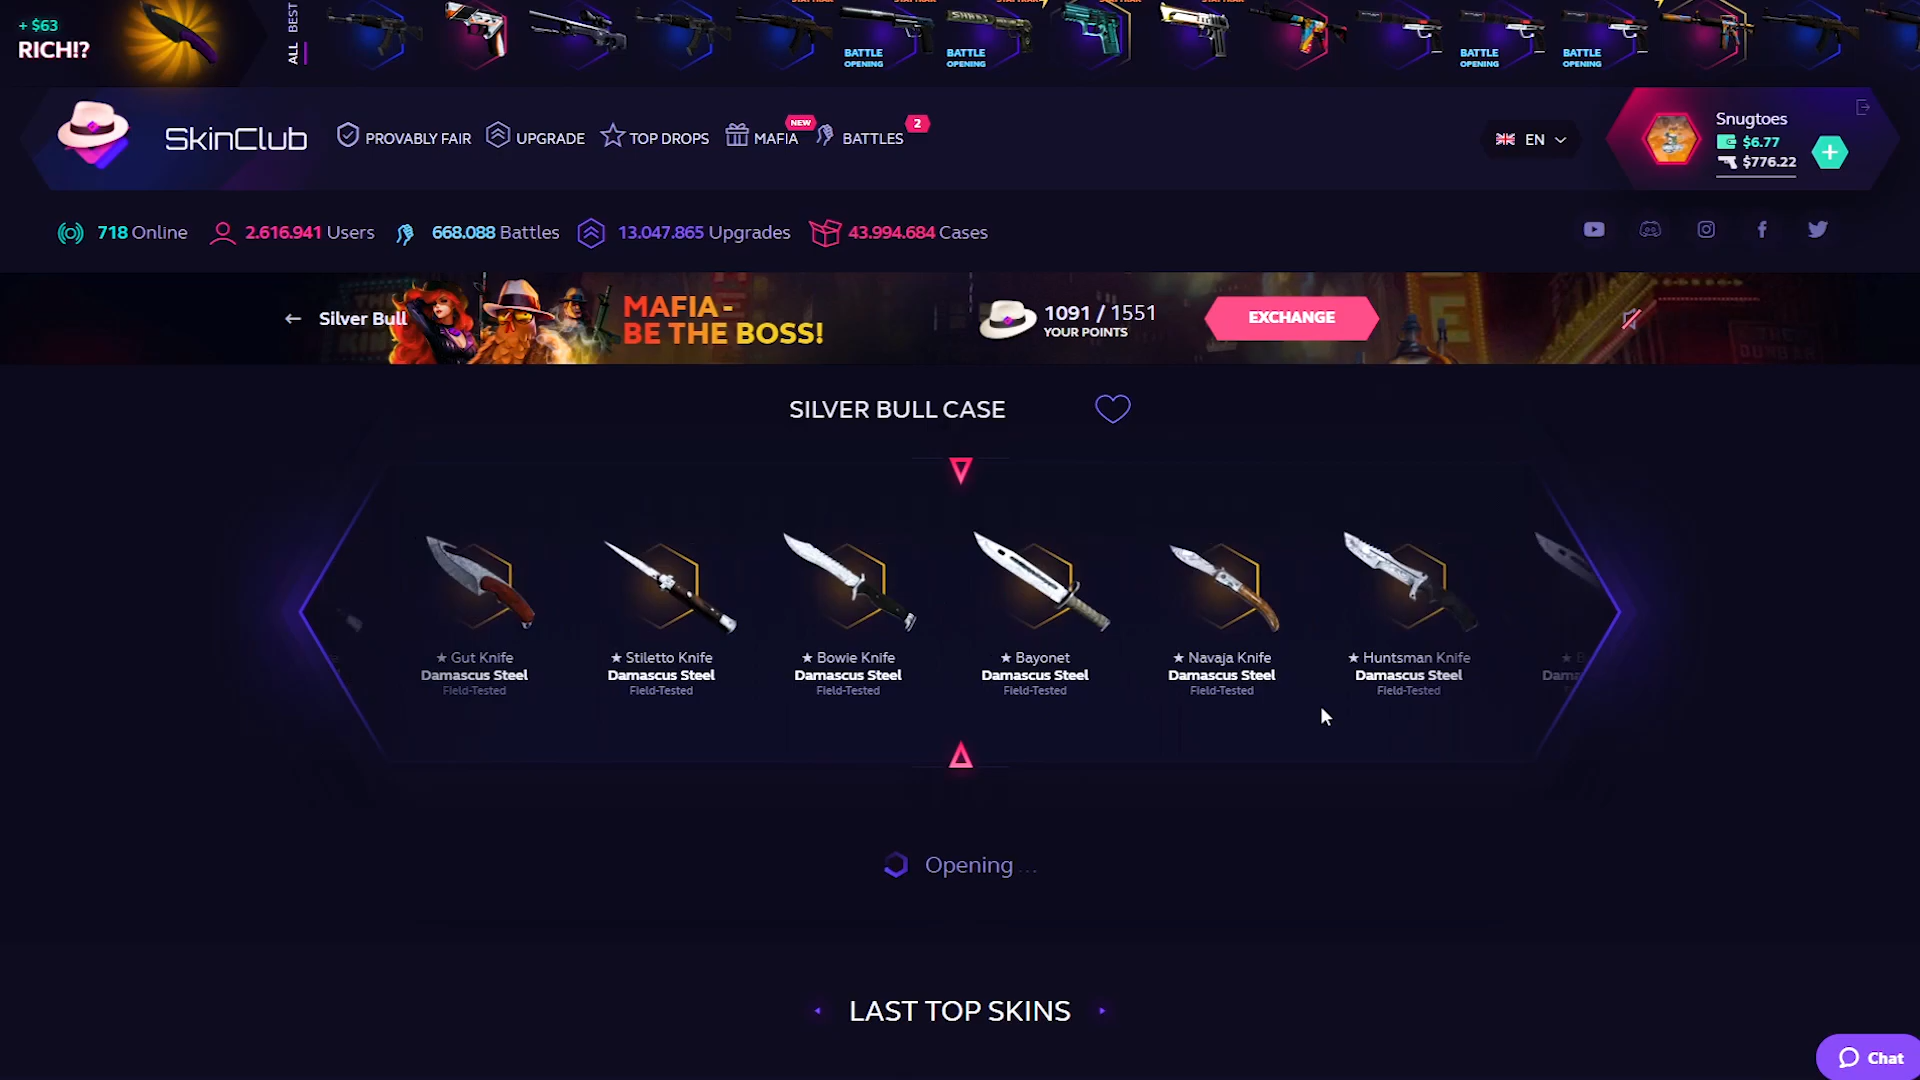 + $63
RICH!?
ALL BEST
BATTLE
OPENING
BATTLE
OPENING
BATTLE
OPENING
BATTLE
OPENING
SkinClub
PROVABLY FAIR
UPGRADE
TOP DROPS
MAFIA
NEW
BATTLES
2
EN
Snugtoes
$6.77
$776.22
718 Online
2.616.941 Users
668.088 Battles
13.047.865 Upgrades
43.994.684 Cases
Silver Bull
MAFIA -
BE THE BOSS!
1091 / 1551
YOUR POINTS
EXCHANGE
SILVER BULL CASE
★ Gut Knife
Damascus Steel
Field-Tested
★ Stiletto Knife
Damascus Steel
Field-Tested
★ Bowie Knife
Damascus Steel
Field-Tested
★ Bayonet
Damascus Steel
Field-Tested
★ Navaja Knife
Damascus Steel
Field-Tested
★ Huntsman Knife
Damascus Steel
Field-Tested
Opening ...
LAST TOP SKINS
Chat